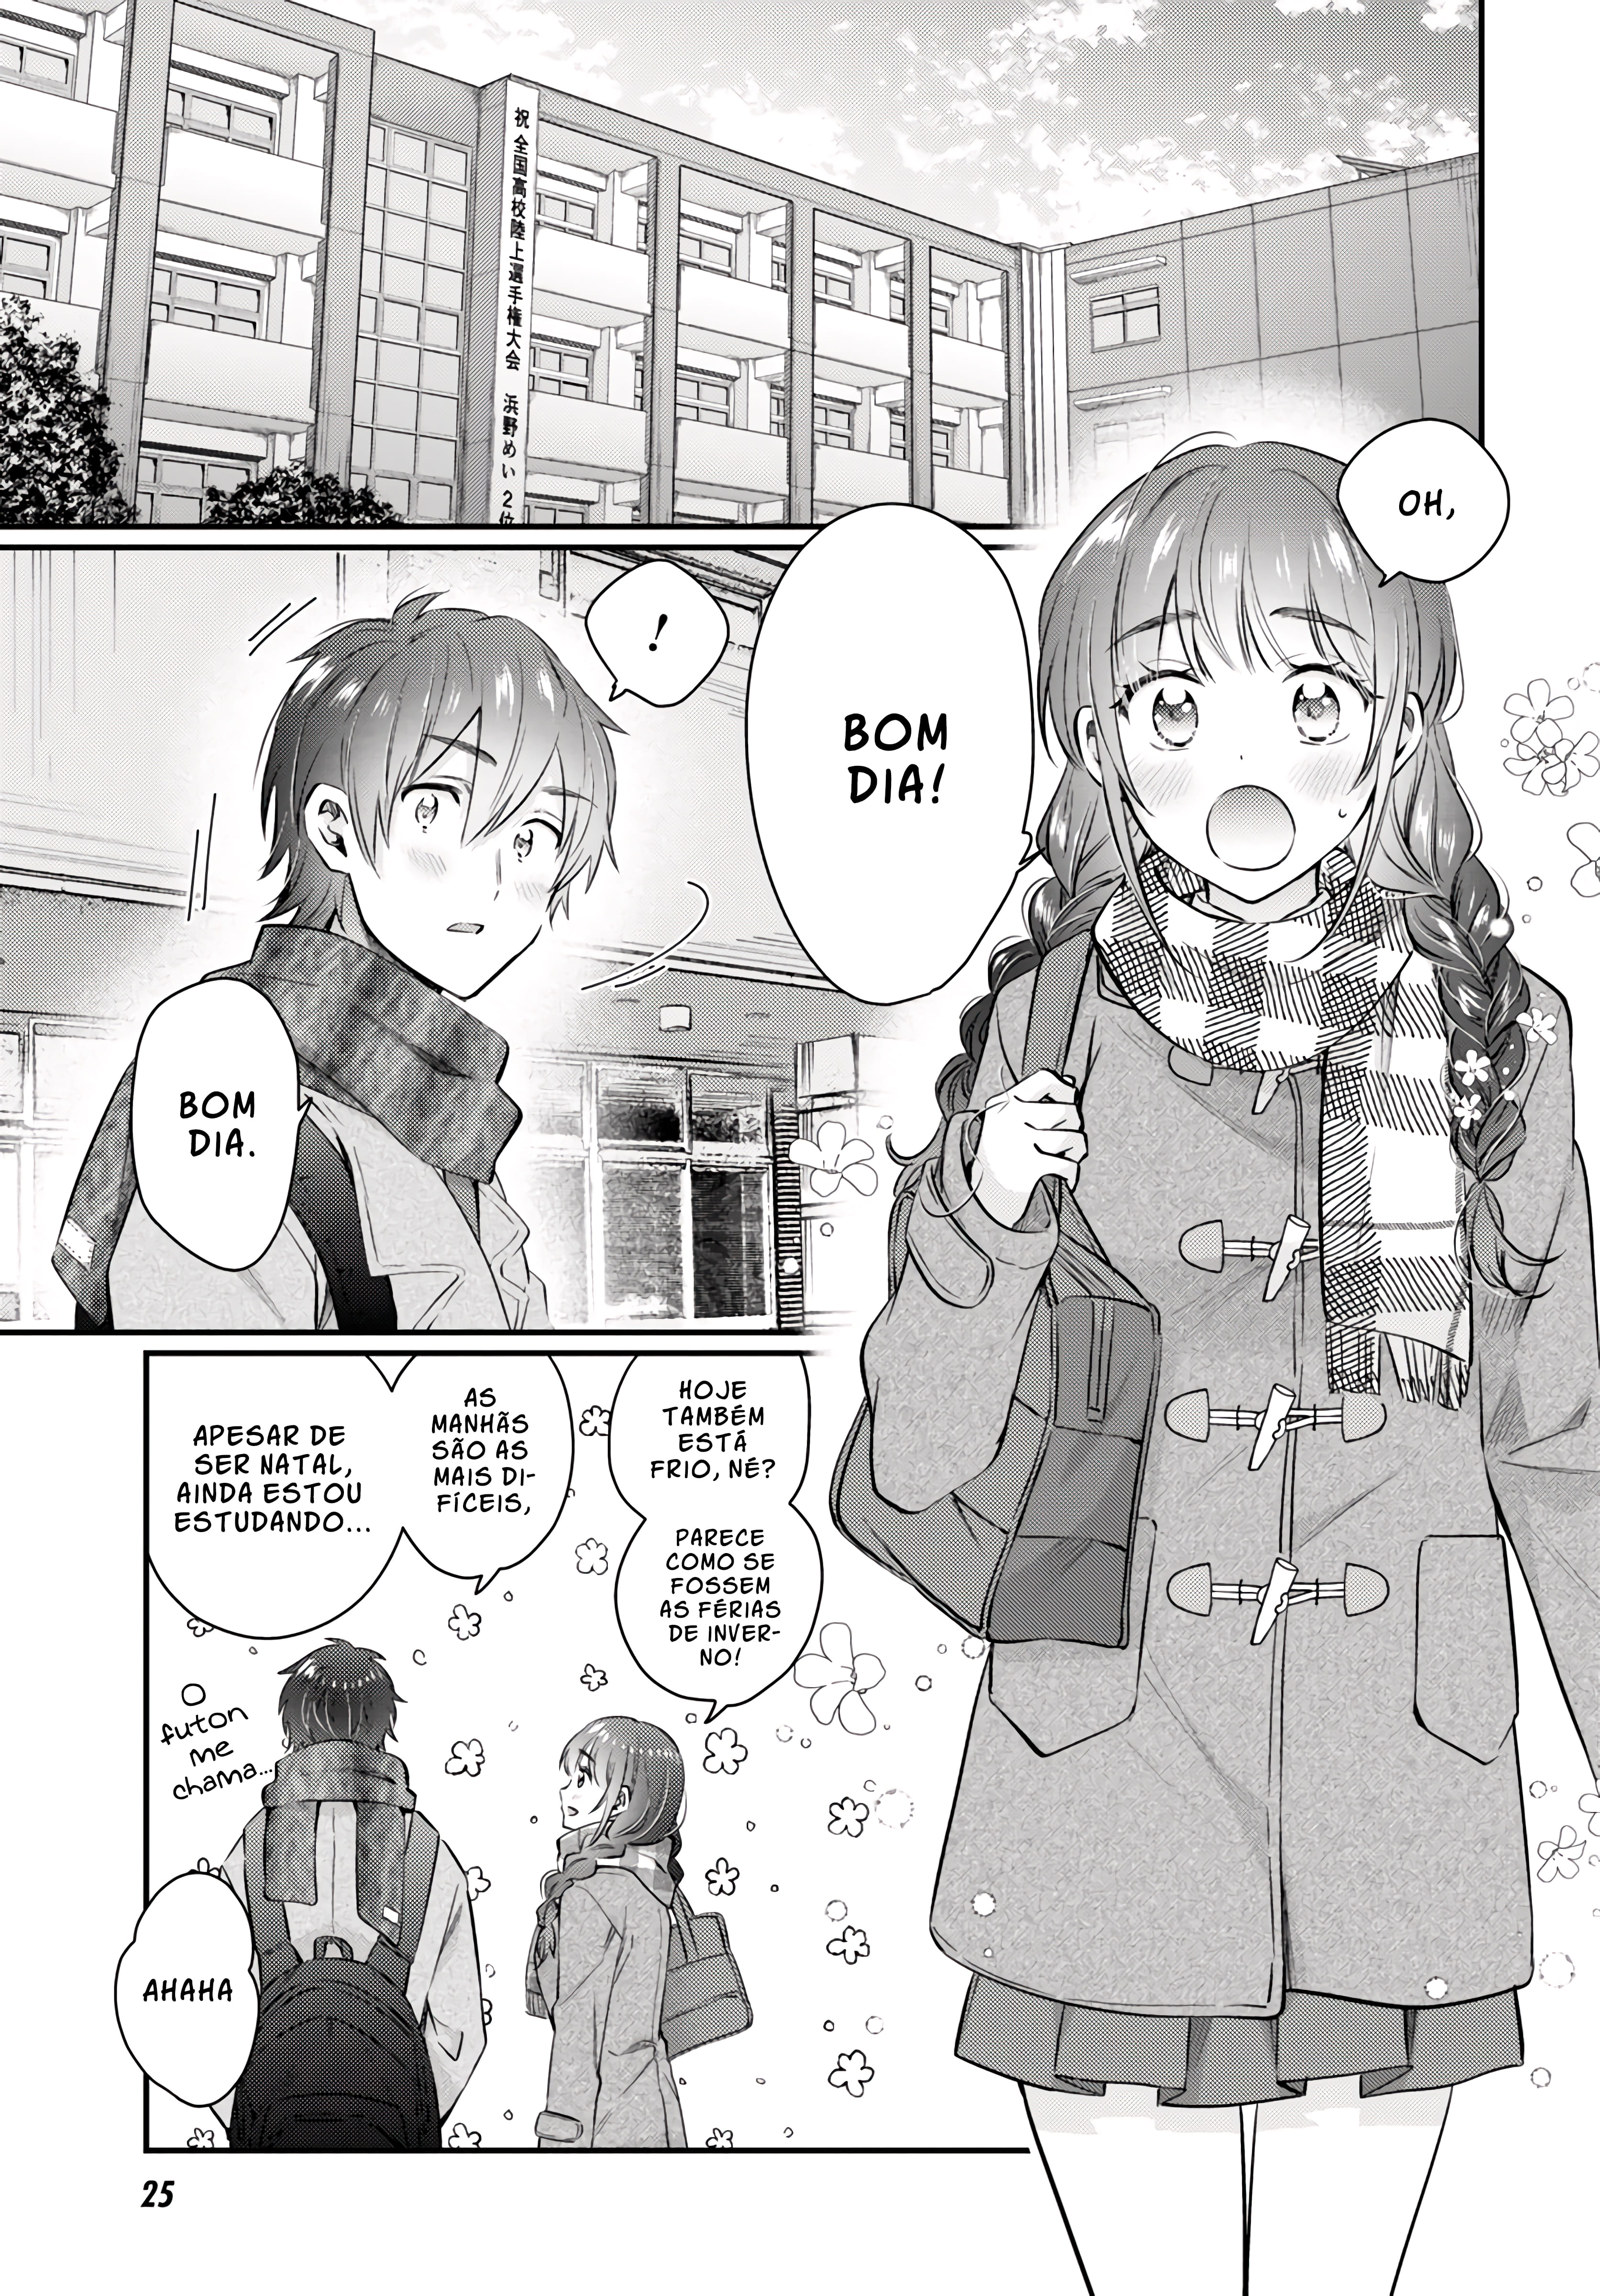 祝 全国高校陸上選手権大会 浜野めい 2位
OH,
BOM
DIA!
!
BOM
DIA.
HOJE
TAMBÉM
ESTÁ
FRIO, NÉ?
PARECE
COMO SE
FOSSEM
AS FÉRIAS
DE INVER-
NO!
AS
MANHÃS
SÃO AS
MAIS DI-
FÍCEIS,
APESAR DE
SER NATAL,
AINDA ESTOU
ESTUDANDO...
O
futon
me
chama...
AHAHA
25